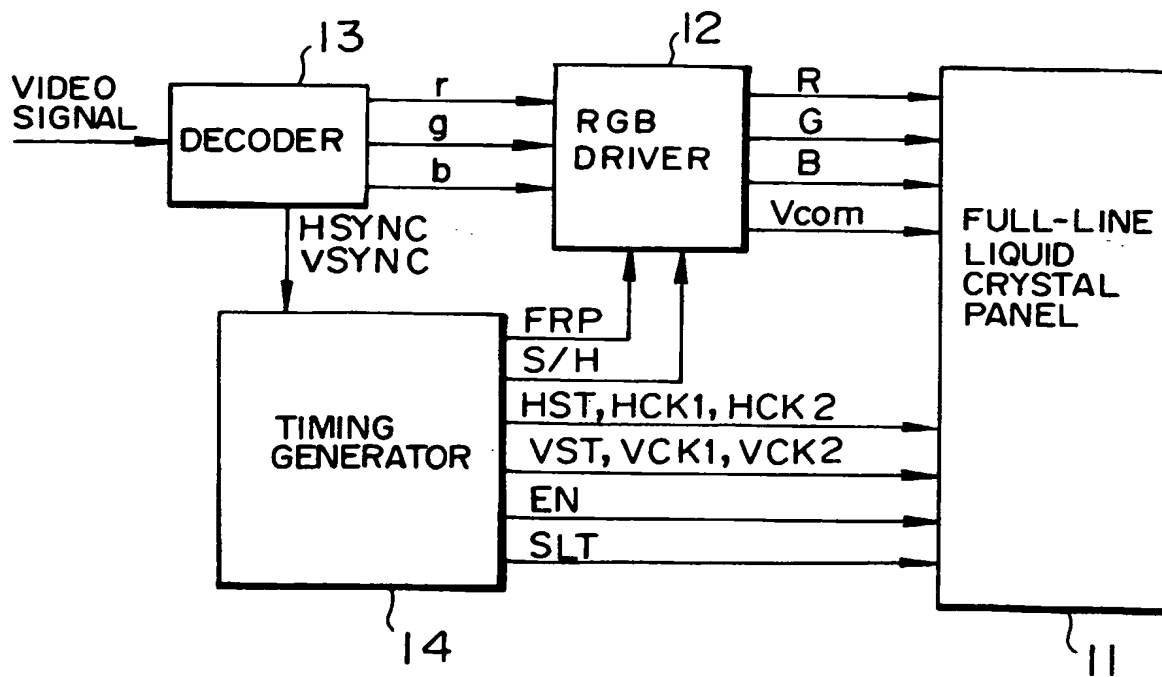 13
12
VIDEO
SIGNAL
DECODER
r
g
b
RGB
DRIVER
R
G
B
Vcom
FULL-LINE
LIQUID
CRYSTAL
PANEL
HSYNC
VSYNC
FRP
S/H
HST, HCK1, HCK2
VST, VCK1, VCK2
EN
SLT
TIMING
GENERATOR
14
11